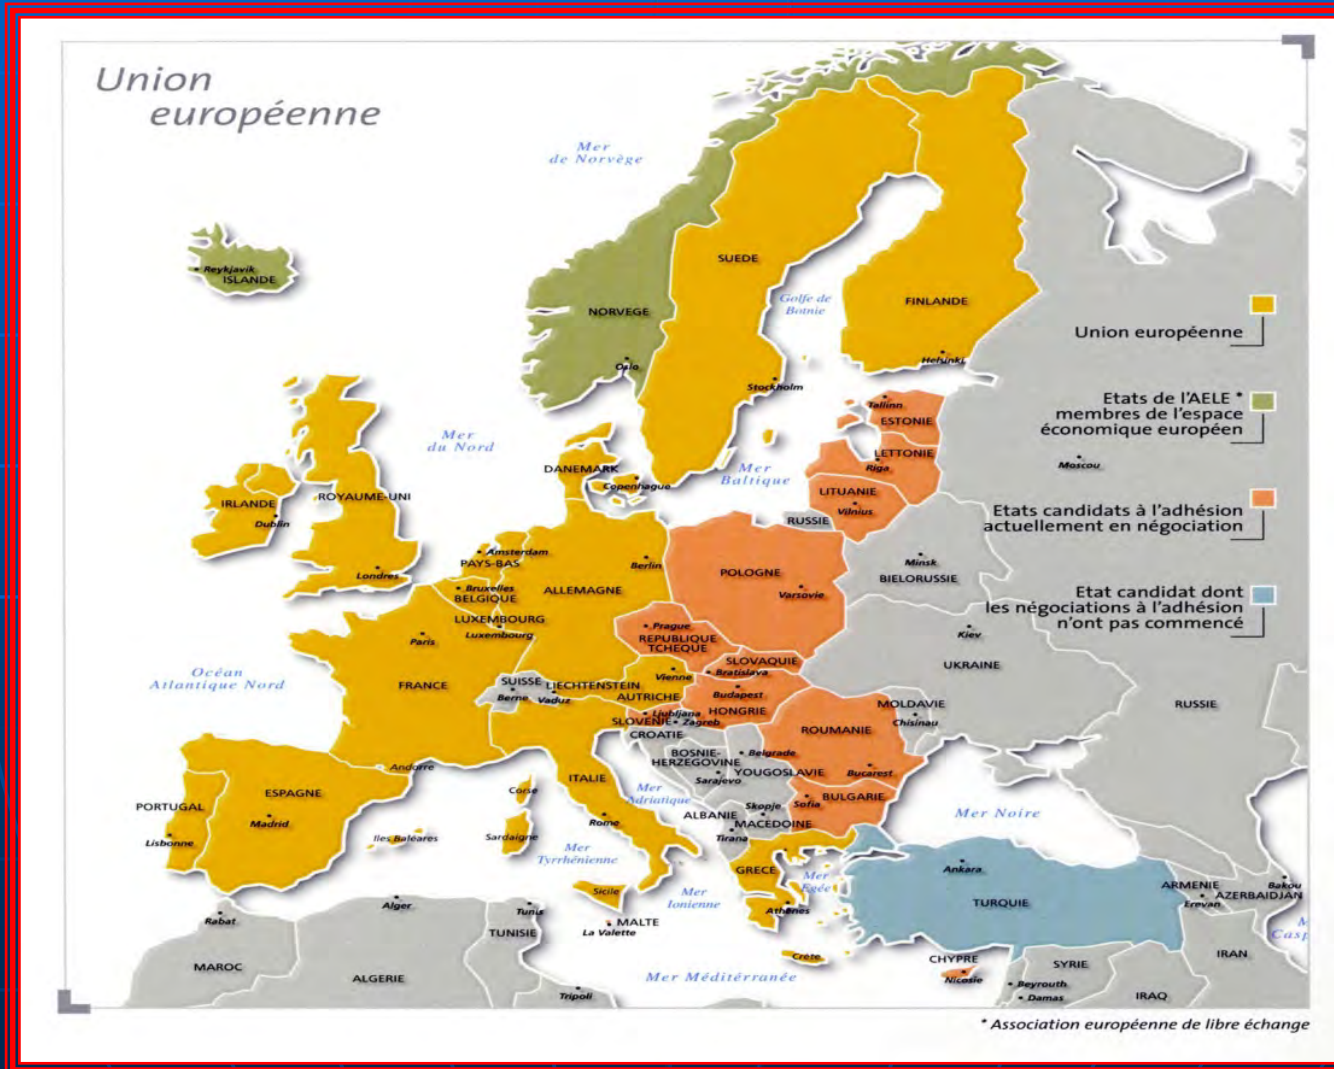 Union
européenne
Mer
de Norvège
Reykjavik
ISLANDE
SUEDE
NORVEGE
Golfe de
Botnie
FINLANDE
Oslo
Stockholm
Helsinki
Union européenne
Etats de l'AELE *
membres de l'espace
économique européen
Etats candidats à l'adhésion
actuellement en négociation
Etat candidat dont
les négociations à l'adhésion
n'ont pas commencé
Mer
du Nord
Tallinn
ESTONIE
LETTONIE
Riga
Moscou
DANEMARK
Copenhague
Mer
Baltique
LITUANIE
Vilnius
RUSSIE
IRLANDE
Dublin
ROYAUME-UNI
Londres
Amsterdam
PAYS-BAS
Bruxelles
BELGIQUE
LUXEMBOURG
Luxembourg
Berlin
ALLEMAGNE
POLOGNE
Varsovie
Minsk
BIELORUSSIE
Kiev
UKRAINE
Océan
Atlantique Nord
Paris
FRANCE
Prague
REPUBLIQUE
TCHEQUE
SLOVAQUIE
Bratislava
Vienne
AUTRICHE
SUISSE
Berne
LIECHTENSTEIN
Vaduz
Budapest
HONGRIE
Ljubljana
SLOVENIE
Zagreb
CROATIE
MOLDAVIE
Chisinau
RUSSIE
ROUMANIE
Bucarest
BOSNIE-
HERZEGOVINE
Sarajevo
Belgrade
YOUGOSLAVIE
Andorre
PORTUGAL
Lisbonne
ESPAGNE
Madrid
Iles Baléares
Corse
Sardaigne
ITALIE
Rome
Mer
Adriatique
Mer
Tyrrhénienne
Sicile
ALBANIE
Tirana
Skopje
MACEDOINE
Sofia
BULGARIE
Mer Noire
GRECE
Athènes
Mer
Egée
Mer
Ionienne
Crète
MALTE
La Valette
Ankara
TURQUIE
ARMENIE
Erevan
Bakou
AZERBAIDJAN
Rabat
MAROC
Alger
ALGERIE
Tunis
TUNISIE
Tripoli
Mer Méditérranée
CHYPRE
Nicosie
SYRIE
Beyrouth
Damas
IRAQ
IRAN
* Association européenne de libre échange